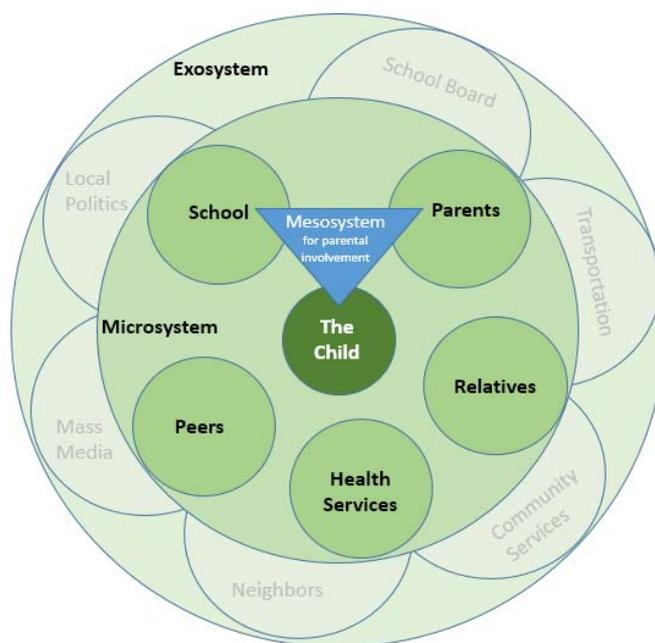 Exosystem
School Board
Local
Politics
School
Mesosystem
for parental
involvement
Parents
Transportation
Microsystem
The
Child
Relatives
Peers
Mass
Media
Health
Services
Community
Services
Neighbors